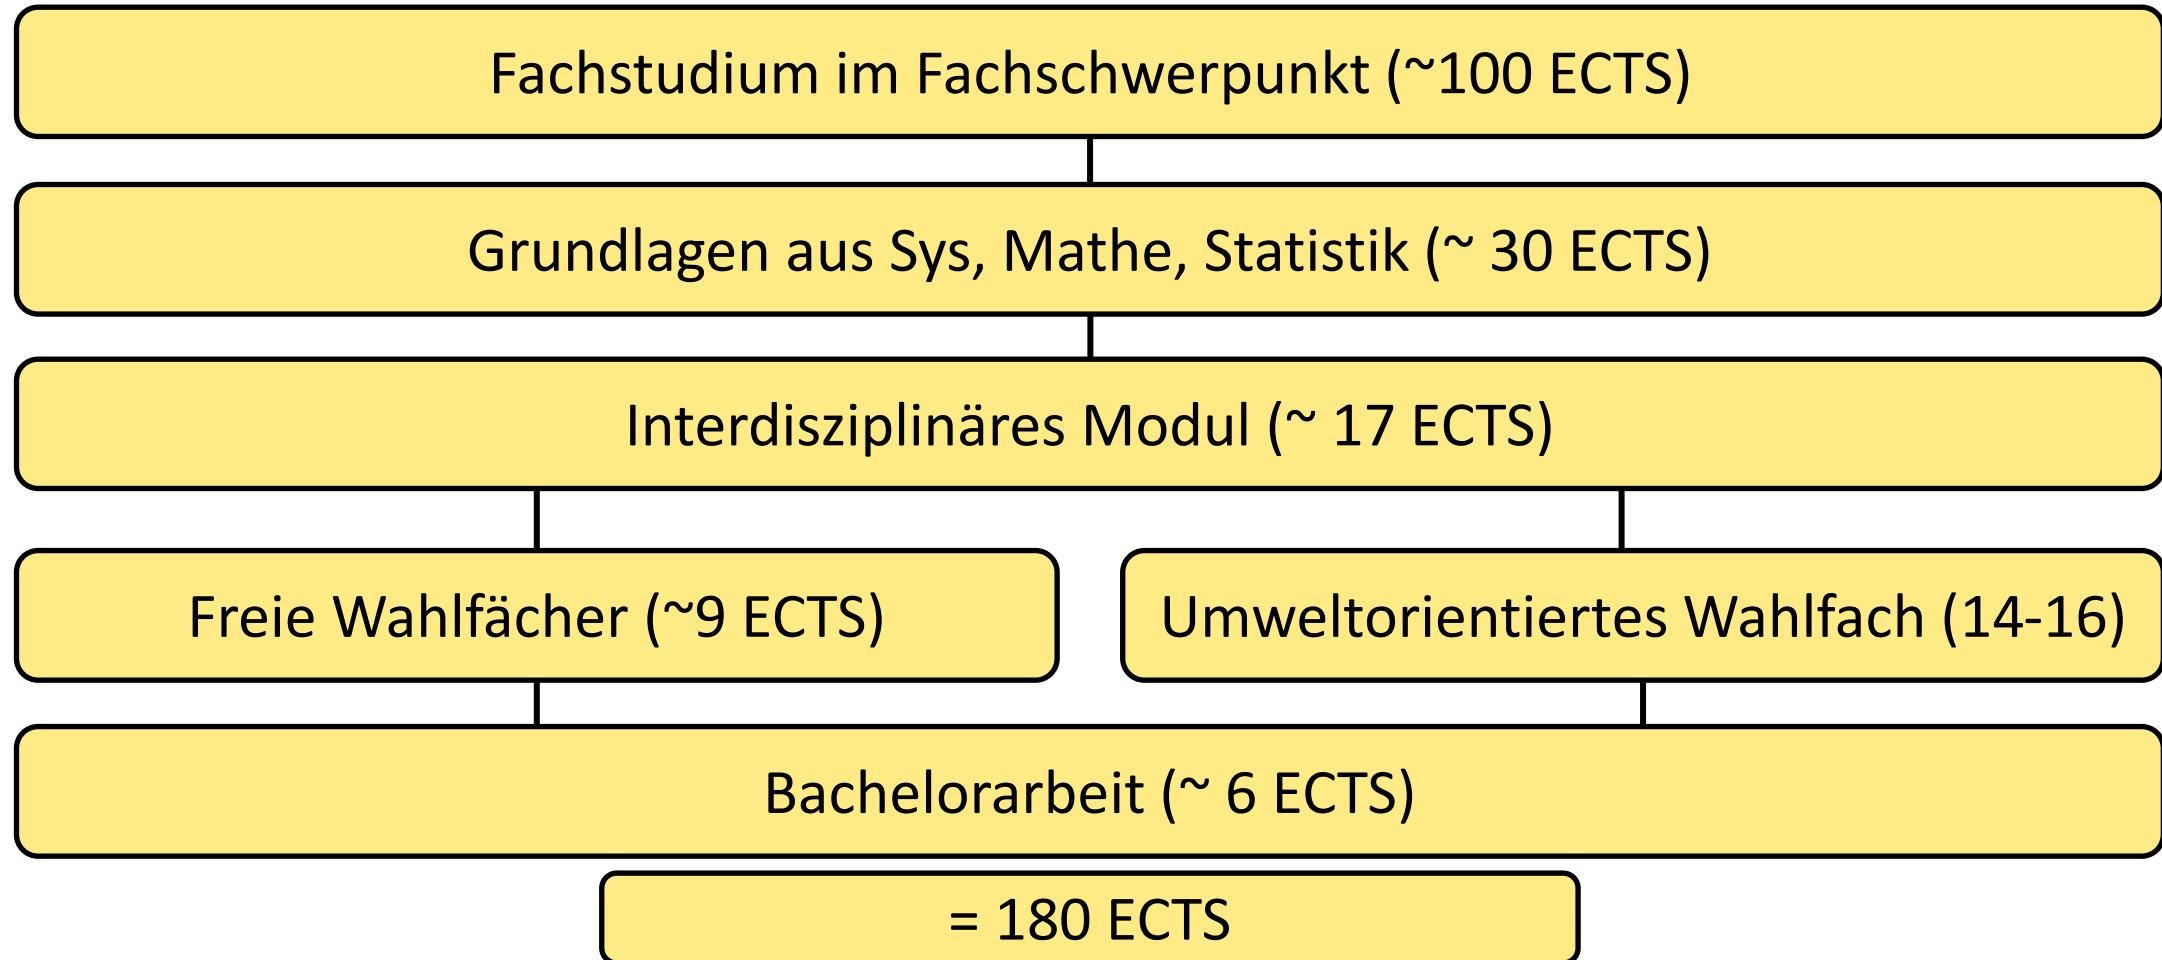 Fachstudium im Fachschwerpunkt (~100 ECTS)
Grundlagen aus Sys, Mathe, Statistik (~ 30 ECTS)
Interdisziplinäres Modul (~ 17 ECTS)
Freie Wahlfächer (~9 ECTS)
Umweltorientiertes Wahlfach (14-16)
Bachelorarbeit (~ 6 ECTS)
= 180 ECTS